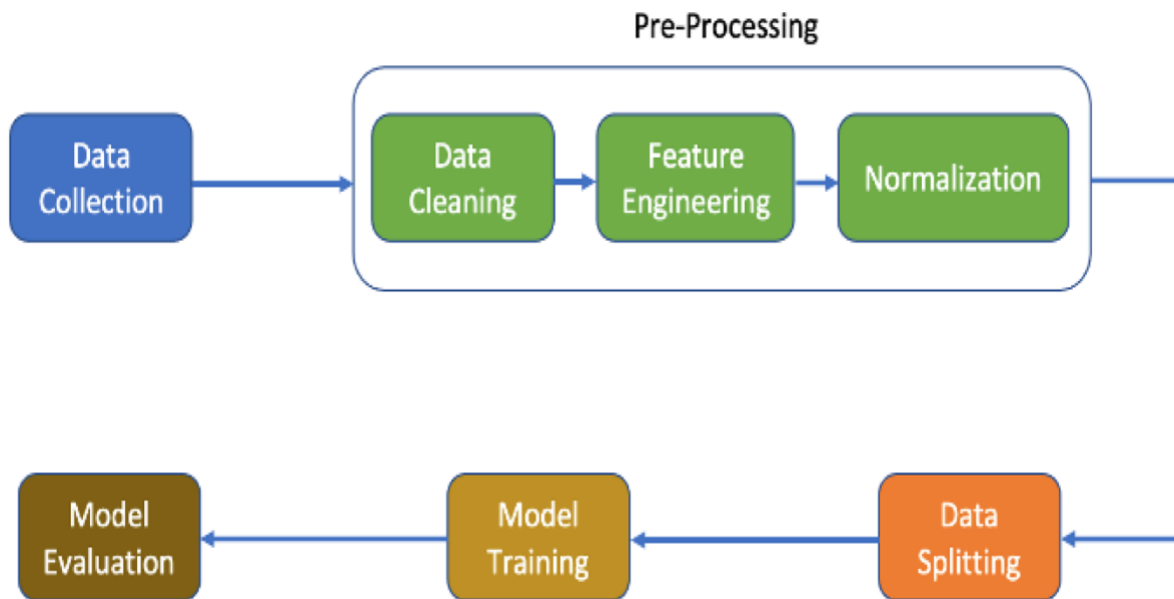 Pre-Processing
Data
Collection
Data
Cleaning
Feature
Engineering
Normalization
Data
Splitting
Model
Training
Model
Evaluation